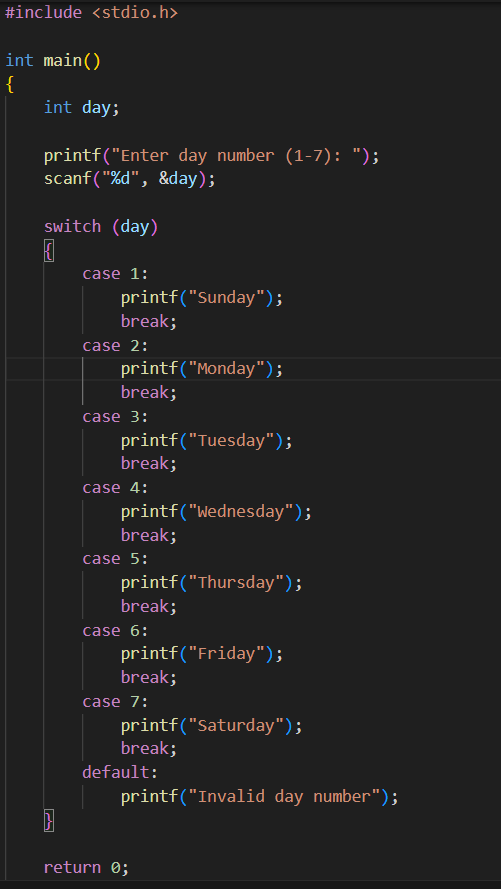 #include <stdio.h>

int main()
{
    int day;

    printf("Enter day number (1-7): ");
    scanf("%d", &day);

    switch (day)
    {
        case 1:
            printf("Sunday");
            break;
        case 2:
            printf("Monday");
            break;
        case 3:
            printf("Tuesday");
            break;
        case 4:
            printf("Wednesday");
            break;
        case 5:
            printf("Thursday");
            break;
        case 6:
            printf("Friday");
            break;
        case 7:
            printf("Saturday");
            break;
        default:
            printf("Invalid day number");
    }

    return 0;